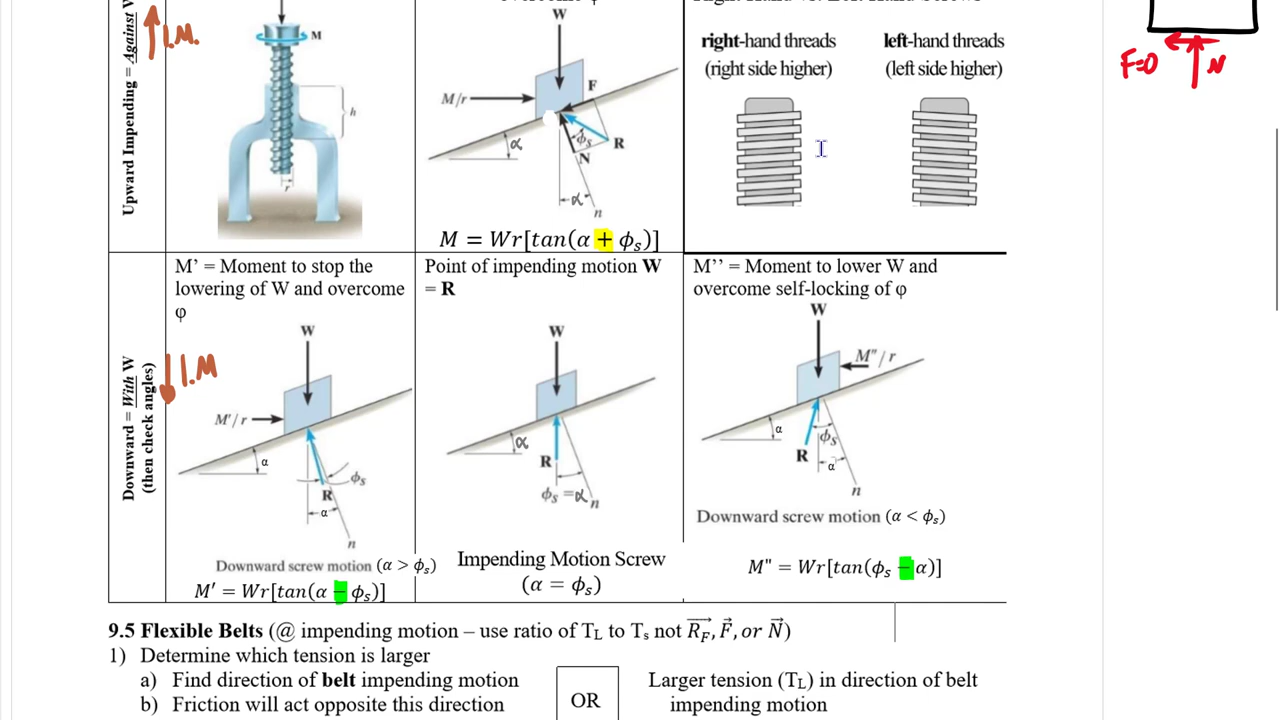 Upward Impending = Against
I.M.
M
h
r
W
M/r
F
ϕs
R
α
N
α
n
M = Wr[tan(α + ϕs)]
right-hand threads
(right side higher)
left-hand threads
(left side higher)
F=0
N
Downward = With W
(then check angles)
I.M
M' = Moment to stop the
lowering of W and overcome
φ
W
M'/r
α
ϕs
R
α
n
Downward screw motion (α > ϕs)
M′ = Wr[tan(α − ϕs)]
Point of impending motion W
= R
W
α
R
ϕs = α
n
Impending Motion Screw
(α = ϕs)
M'' = Moment to lower W and
overcome self-locking of φ
W
M"/r
α
ϕs
R
α
n
Downward screw motion (α < ϕs)
M" = Wr[tan(ϕs − α)]
9.5 Flexible Belts (@ impending motion – use ratio of TL to Ts not RF, F, or N)
1) Determine which tension is larger
a) Find direction of belt impending motion
b) Friction will act opposite this direction
OR
Larger tension (TL) in direction of belt
impending motion